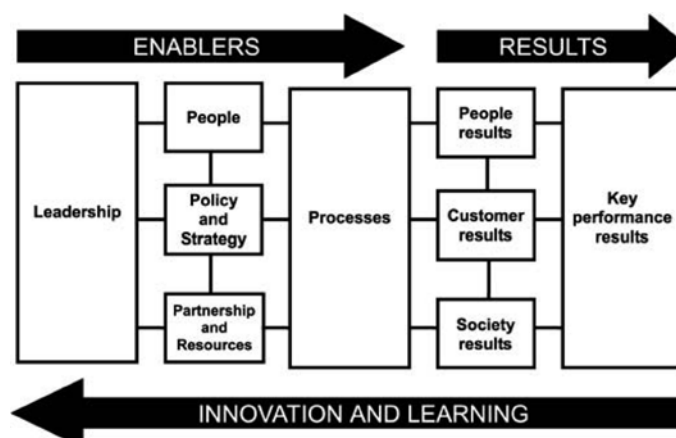 ENABLERS
RESULTS
Leadership
People
Policy
and
Strategy
Partnership
and
Resources
Processes
People
results
Customer
results
Society
results
Key
performance
results
INNOVATION AND LEARNING